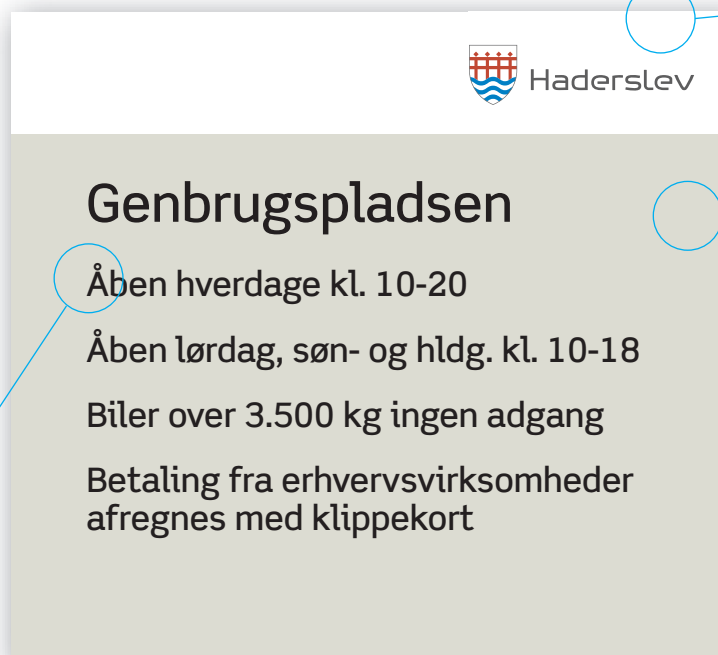 Haderslev
Genbrugspladsen
Åben hverdage kl. 10-20
Åben lørdag, søn- og hldg. kl. 10-18
Biler over 3.500 kg ingen adgang
Betaling fra erhvervsvirksomheder
afregnes med klippekort